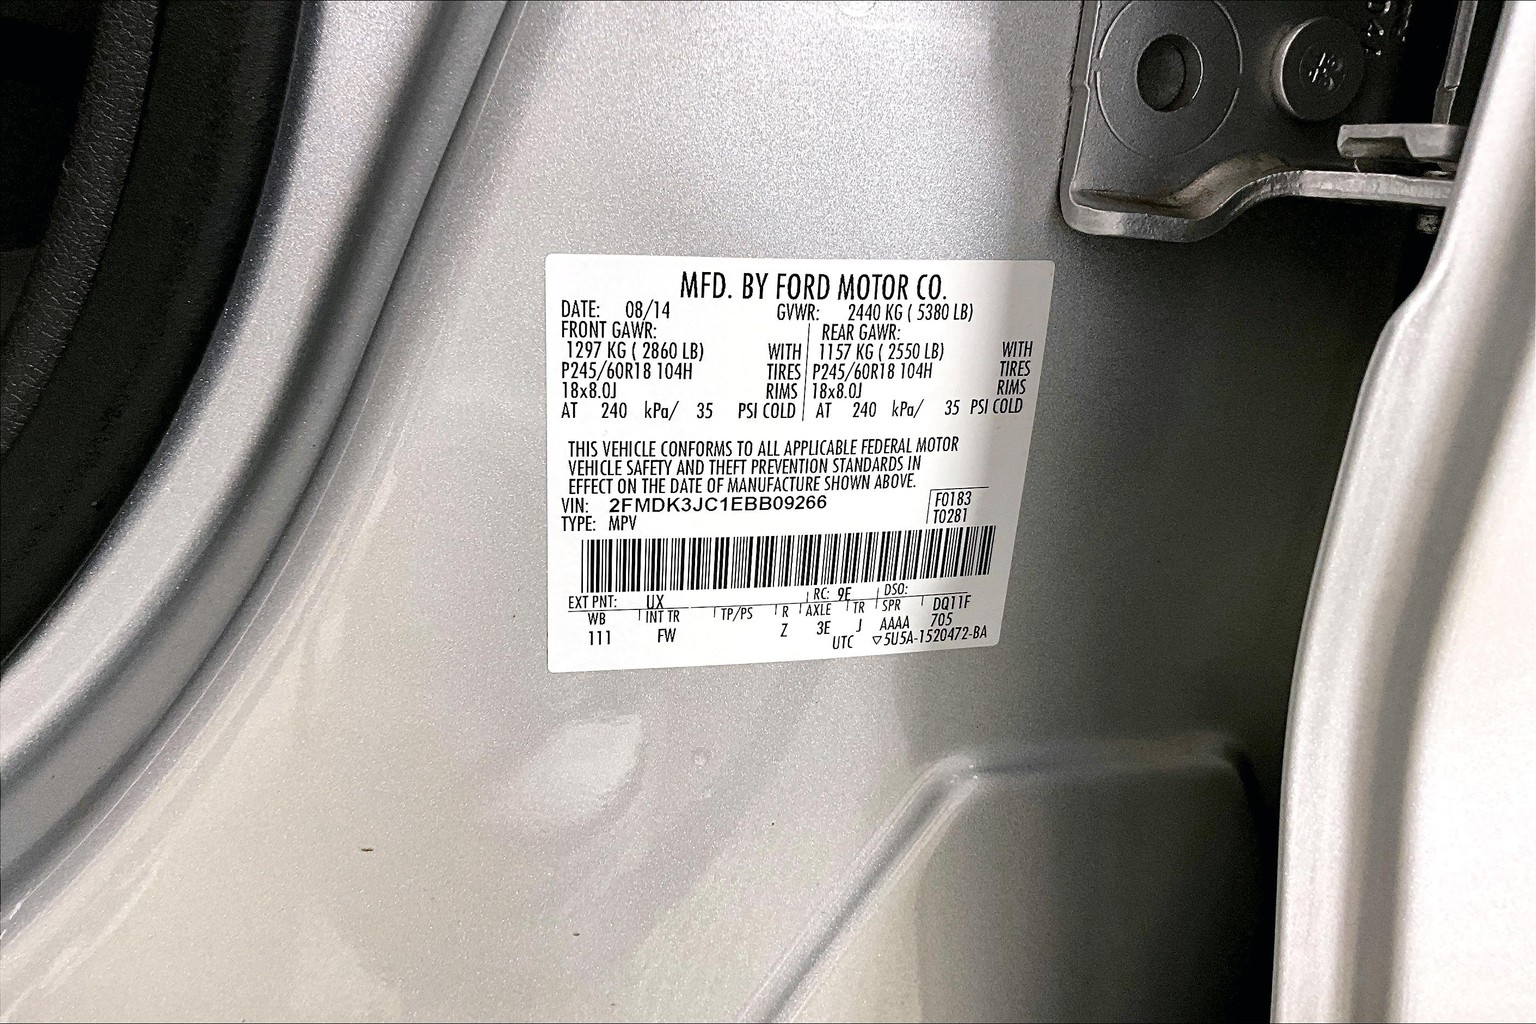 MFD. BY FORD MOTOR CO.
DATE: 08/14 GVWR: 2440 KG ( 5380 LB)
FRONT GAWR: REAR GAWR:
1297 KG ( 2860 LB) WITH 1157 KG ( 2550 LB) WITH
P245/60R18 104H TIRES P245/60R18 104H TIRES
18x8.0J RIMS 18x8.0J RIMS
AT 240 kPa/ 35 PSI COLD AT 240 kPa/ 35 PSI COLD
THIS VEHICLE CONFORMS TO ALL APPLICABLE FEDERAL MOTOR
VEHICLE SAFETY AND THEFT PREVENTION STANDARDS IN
EFFECT ON THE DATE OF MANUFACTURE SHOWN ABOVE.
VIN: 2FMDK3JC1EBB09266 F0183
TYPE: MPV T0281
EXT PNT: UX RC: 9E DSO:
WB INT TR TP/PS R AXLE TR SPR DQ11F
111 FW Z 3E J AAAA 705
UTC ▽5U5A-1520472-BA